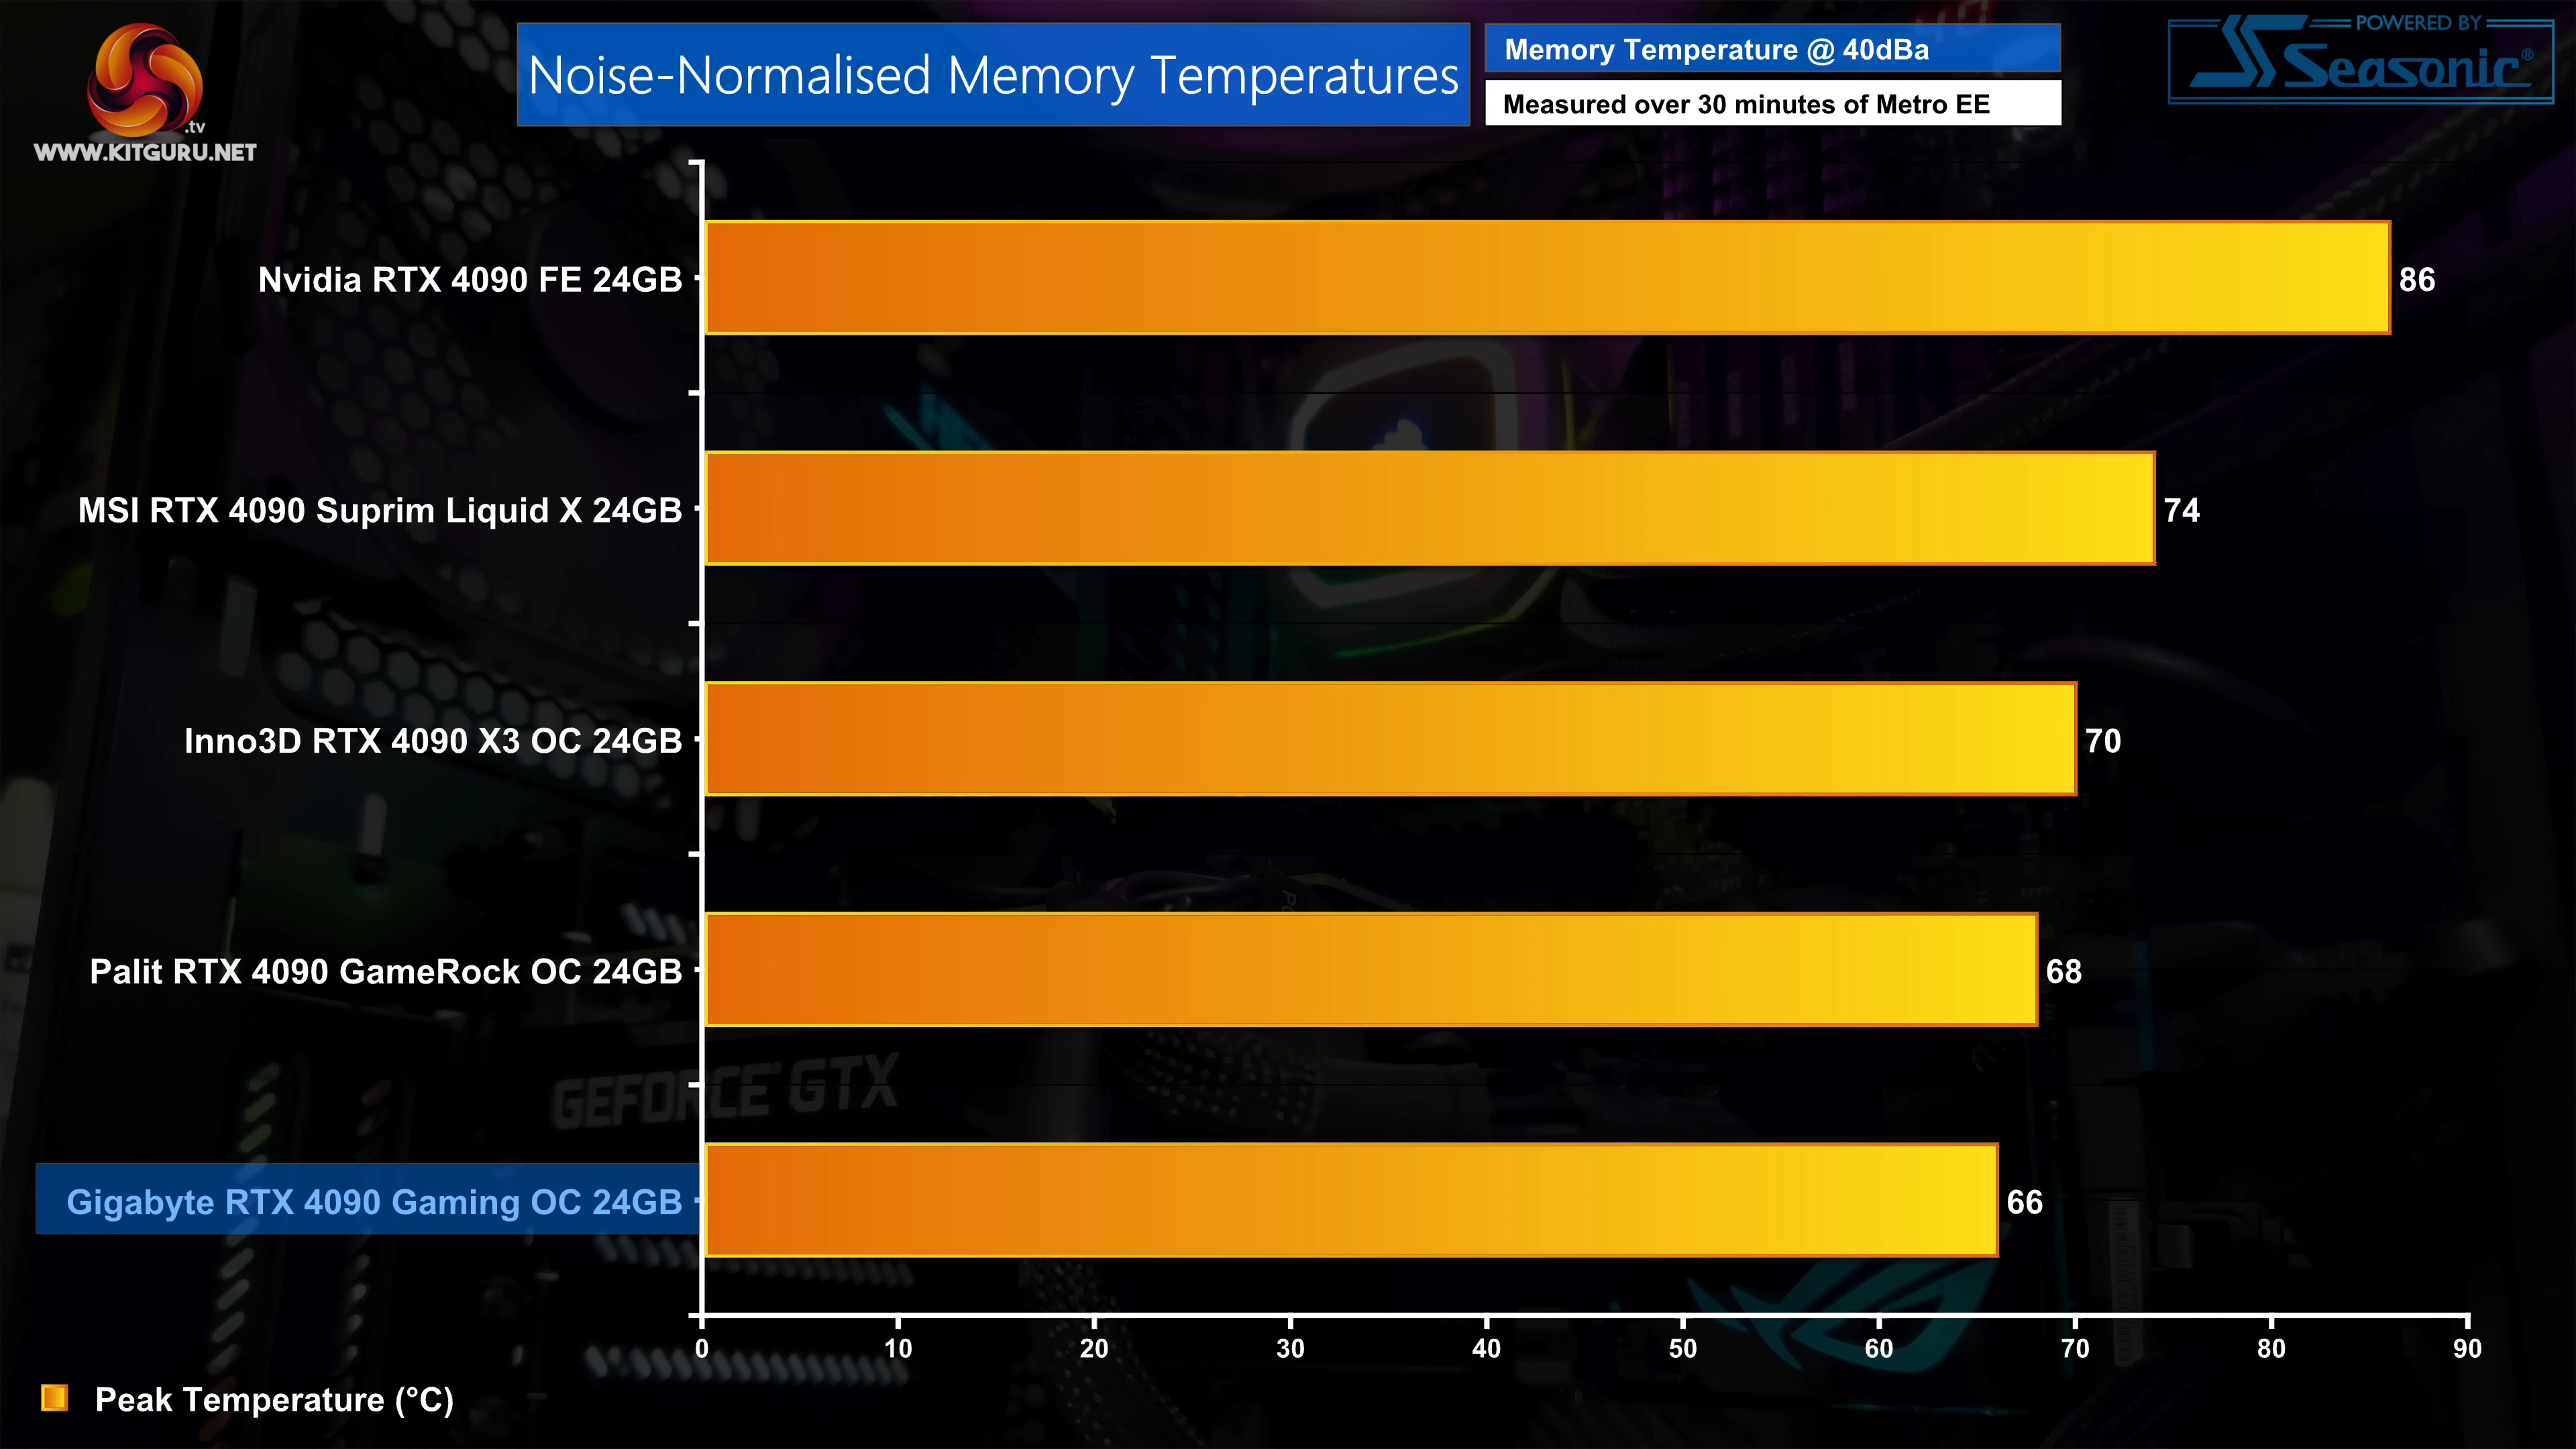 .tv
WWW.KITGURU.NET
Noise-Normalised Memory Temperatures
Memory Temperature @ 40dBa
Measured over 30 minutes of Metro EE
POWERED BY
Seasonic®
Nvidia RTX 4090 FE 24GB
86
MSI RTX 4090 Suprim Liquid X 24GB
74
Inno3D RTX 4090 X3 OC 24GB
70
Palit RTX 4090 GameRock OC 24GB
68
GEFORCE GTX
Gigabyte RTX 4090 Gaming OC 24GB
66
0 10 20 30 40 50 60 70 80 90
Peak Temperature (°C)